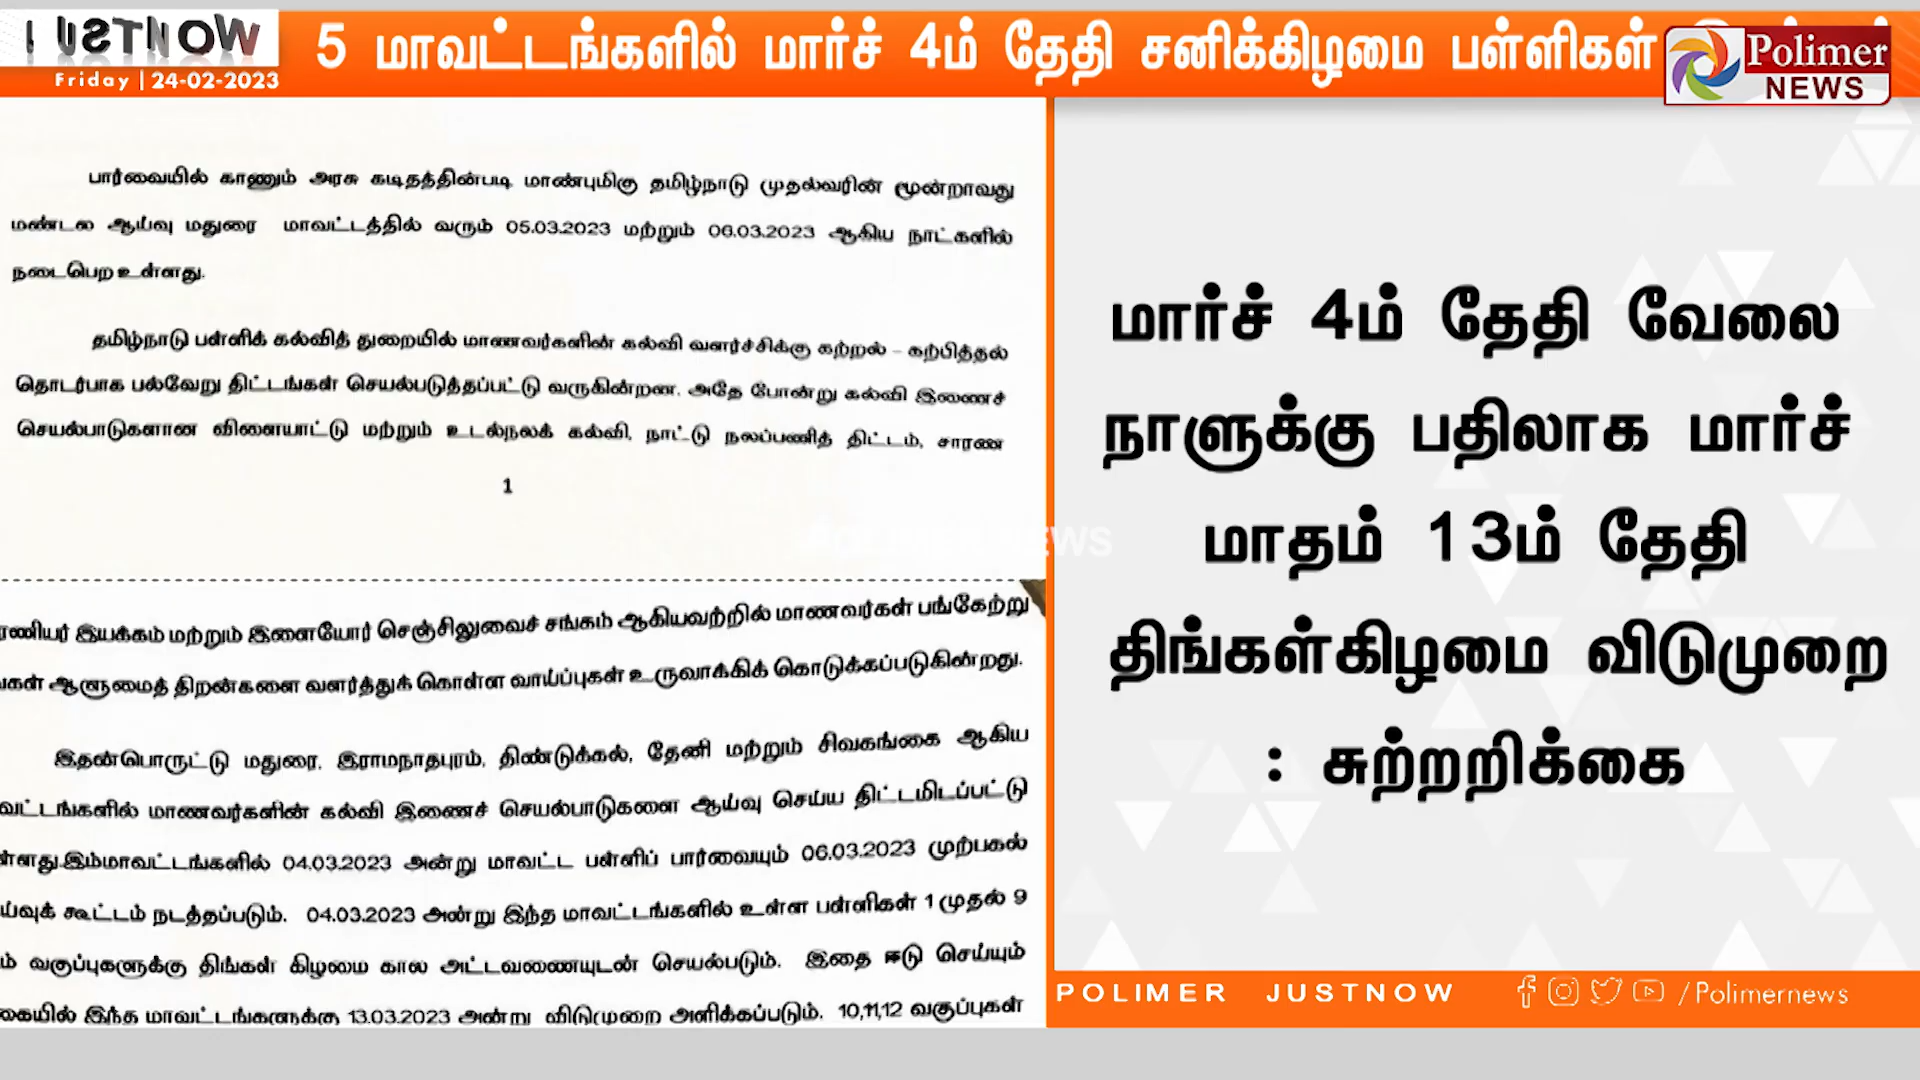 JUSTNOW
Friday | 24-02-2023
5 மாவட்டங்களில் மார்ச் 4ம் தேதி சனிக்கிழமை பள்ளிகள்
Polimer
NEWS
பார்வையில் காணும் அரசு கடிதத்தின்படி மாண்புமிகு தமிழ்நாடு முதல்வரின் மூன்றாவது
மண்டல ஆய்வு மதுரை மாவட்டத்தில் வரும் 05.03.2023 மற்றும் 06.03.2023 ஆகிய நாட்களில்
நடைபெற உள்ளது.
தமிழ்நாடு பள்ளிக் கல்வித் துறையில் மாணவர்களின் கல்வி வளர்ச்சிக்கு கற்றல் – கற்பித்தல்
தொடர்பாக பல்வேறு திட்டங்கள் செயல்படுத்தப்பட்டு வருகின்றன. அதே போன்று கல்வி இணைச்
செயல்பாடுகளான விளையாட்டு மற்றும் உடல்நலக் கல்வி, நாட்டு நலப்பணித் திட்டம், சாரண
1
ரணியர் இயக்கம் மற்றும் இளையோர் செஞ்சிலுவைச் சங்கம் ஆகியவற்றில் மாணவர்கள் பங்கேற்று
கள் ஆளுமைத் திறன்களை வளர்த்துக் கொள்ள வாய்ப்புகள் உருவாக்கிக் கொடுக்கப்படுகின்றது.
இதன்பொருட்டு மதுரை, இராமநாதபுரம், திண்டுக்கல், தேனி மற்றும் சிவகங்கை ஆகிய
வட்டங்களில் மாணவர்களின் கல்வி இணைச் செயல்பாடுகளை ஆய்வு செய்ய திட்டமிடப்பட்டு
ள்ளது.இம்மாவட்டங்களில் 04.03.2023 அன்று மாவட்ட பள்ளிப் பார்வையும் 06.03.2023 முற்பகல்
ய்வுக் கூட்டம் நடத்தப்படும். 04.03.2023 அன்று இந்த மாவட்டங்களில் உள்ள பள்ளிகள் 1 முதல் 9
ம் வகுப்புகளுக்கு திங்கள் கிழமை கால அட்டவணையுடன் செயல்படும். இதை ஈடு செய்யும்
கையில் இந்த மாவட்டங்களுக்கு 13.03.2023 அன்று விடுமுறை அளிக்கப்படும். 10,11,12 வகுப்புகள்
மார்ச் 4ம் தேதி வேலை
நாளுக்கு பதிலாக மார்ச்
மாதம் 13ம் தேதி
திங்கள்கிழமை விடுமுறை
: சுற்றறிக்கை
POLIMER NEWS
POLIMER JUSTNOW
/Polimernews